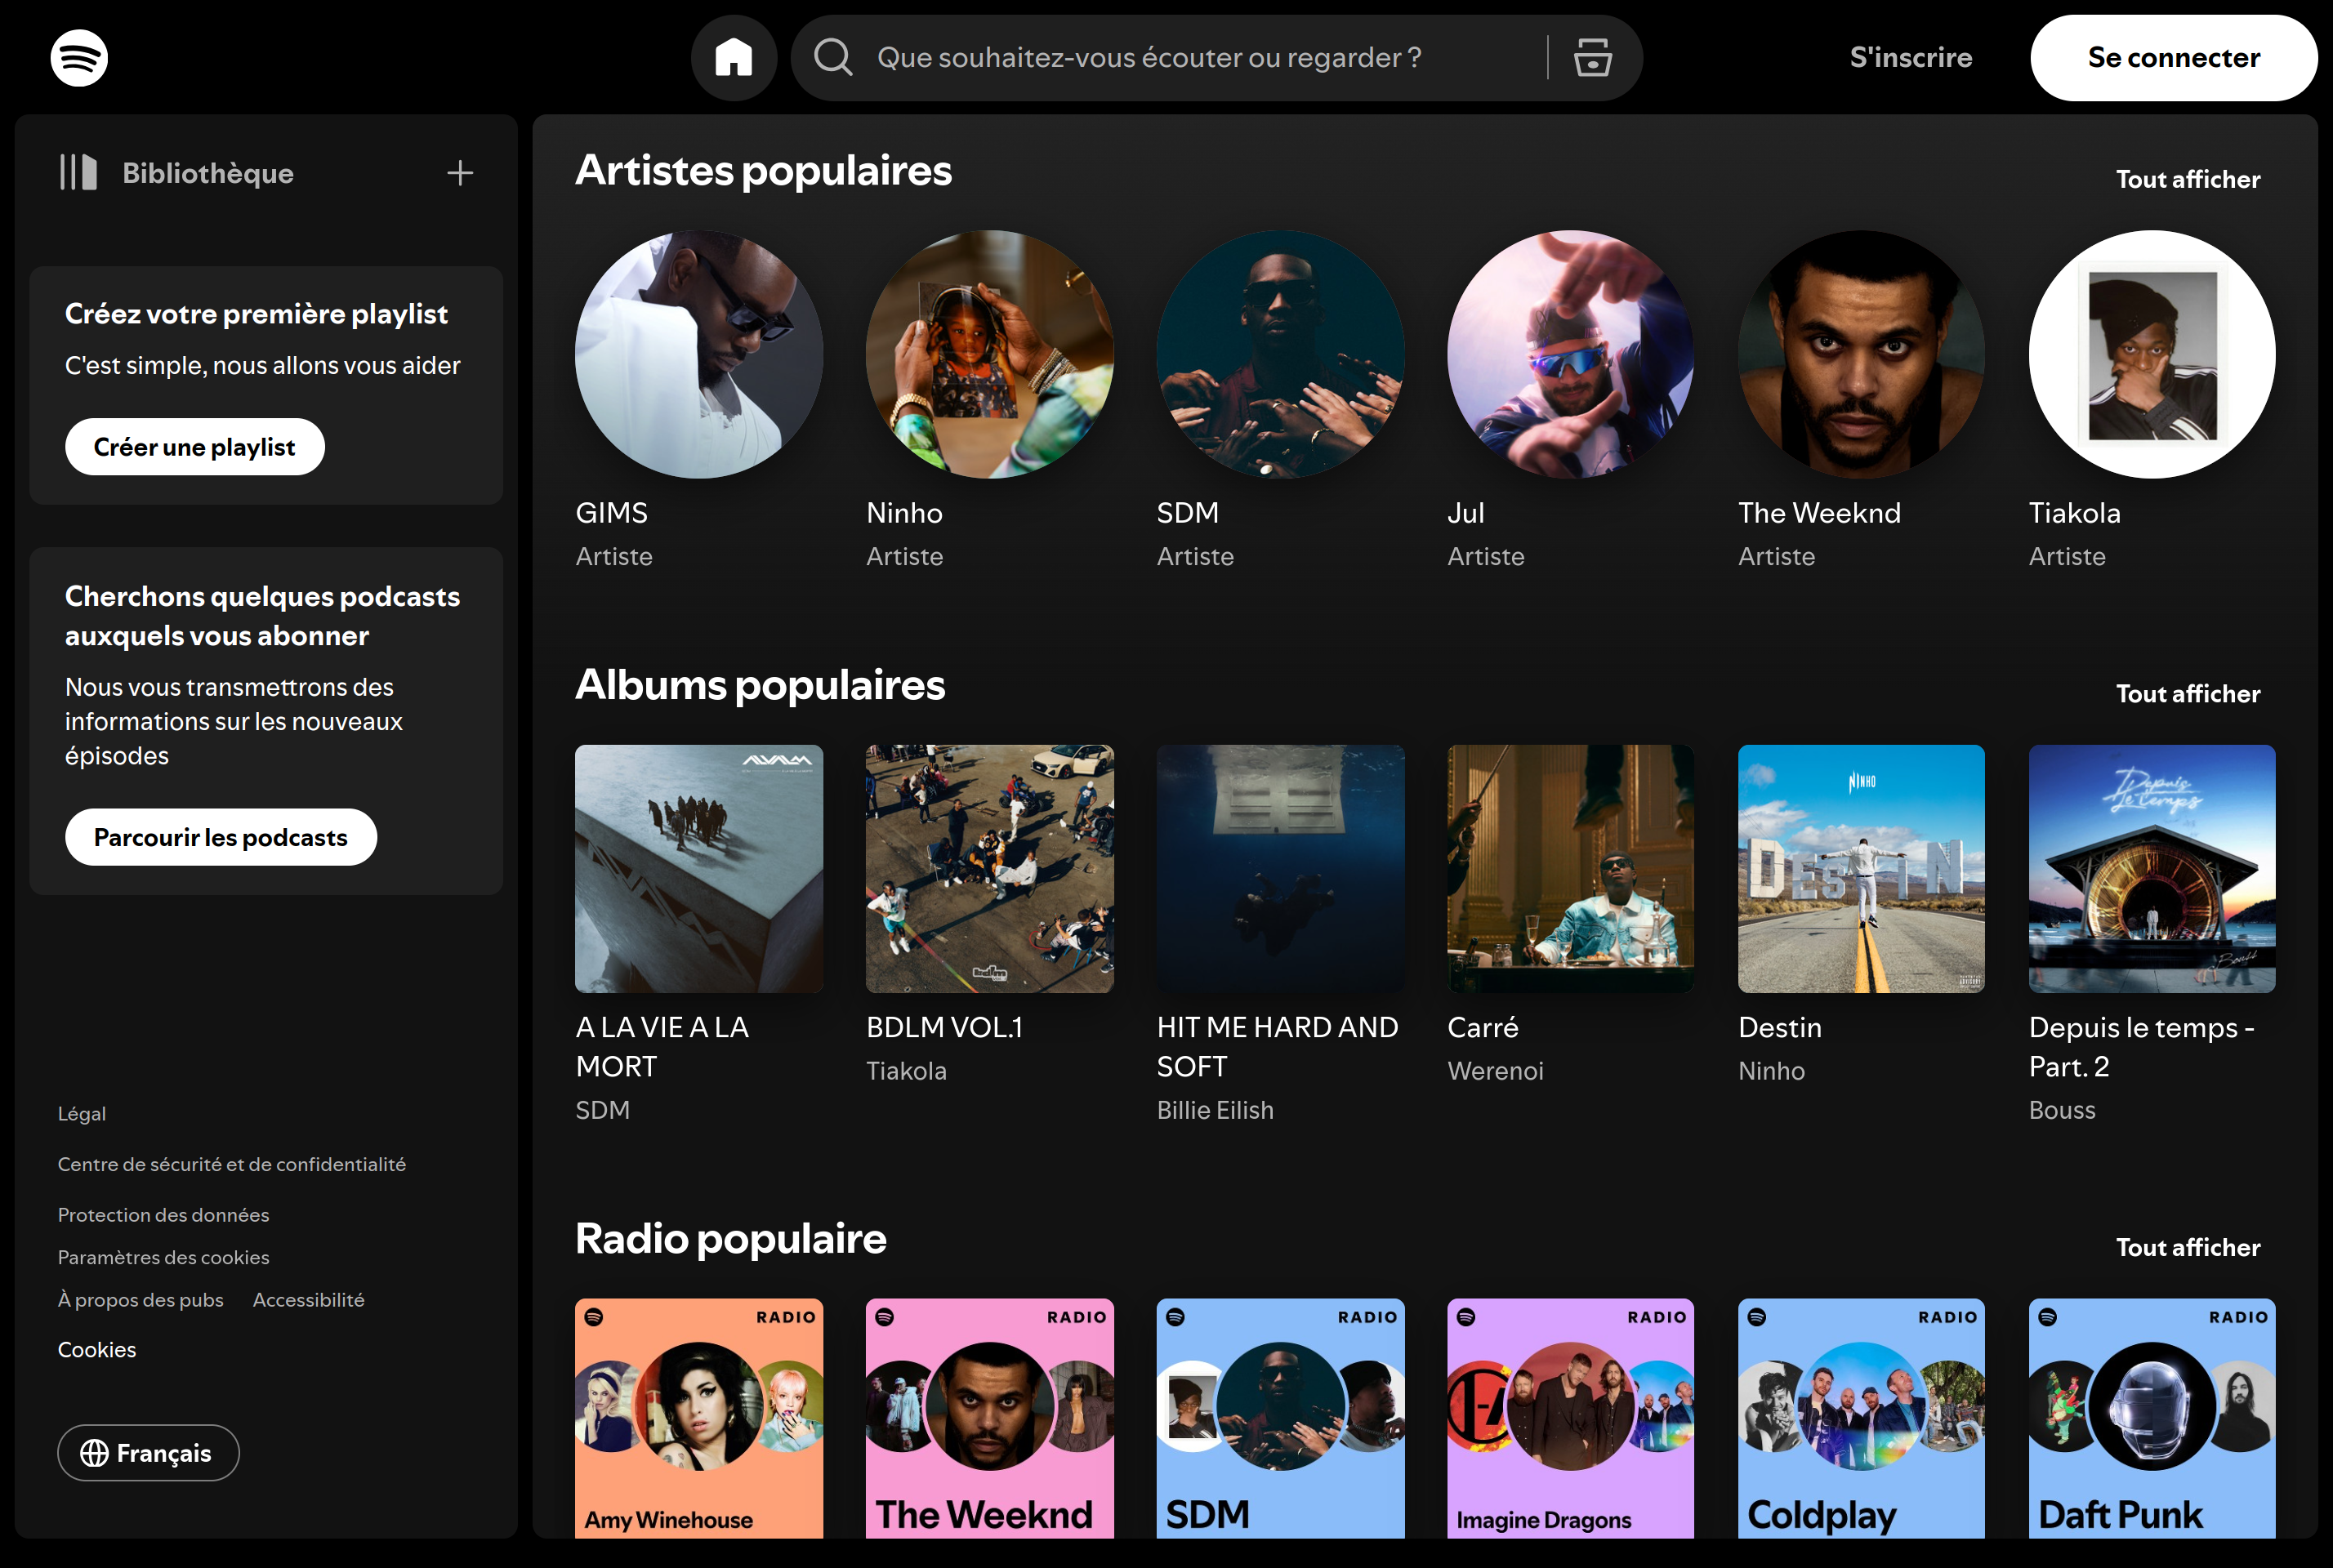 Que souhaitez-vous écouter ou regarder ?
S'inscrire
Se connecter
Bibliothèque
Créez votre première playlist
C'est simple, nous allons vous aider
Créer une playlist
Cherchons quelques podcasts
auxquels vous abonner
Nous vous transmettrons des
informations sur les nouveaux
épisodes
Parcourir les podcasts
Légal
Centre de sécurité et de confidentialité
Protection des données
Paramètres des cookies
À propos des pubs Accessibilité
Cookies
Français
Artistes populaires
Tout afficher
GIMS
Artiste
Ninho
Artiste
SDM
Artiste
Jul
Artiste
The Weeknd
Artiste
Tiakola
Artiste
Albums populaires
Tout afficher
A LA VIE A LA
MORT
SDM
BDLM VOL.1
Tiakola
HIT ME HARD AND
SOFT
Billie Eilish
Carré
Werenoi
NINHO
DESTIN
Destin
Ninho
Depuis
le temps
Bouss
Depuis le temps -
Part. 2
Bouss
Radio populaire
Tout afficher
RADIO
Amy Winehouse
RADIO
The Weeknd
RADIO
SDM
RADIO
Imagine Dragons
RADIO
Coldplay
RADIO
Daft Punk